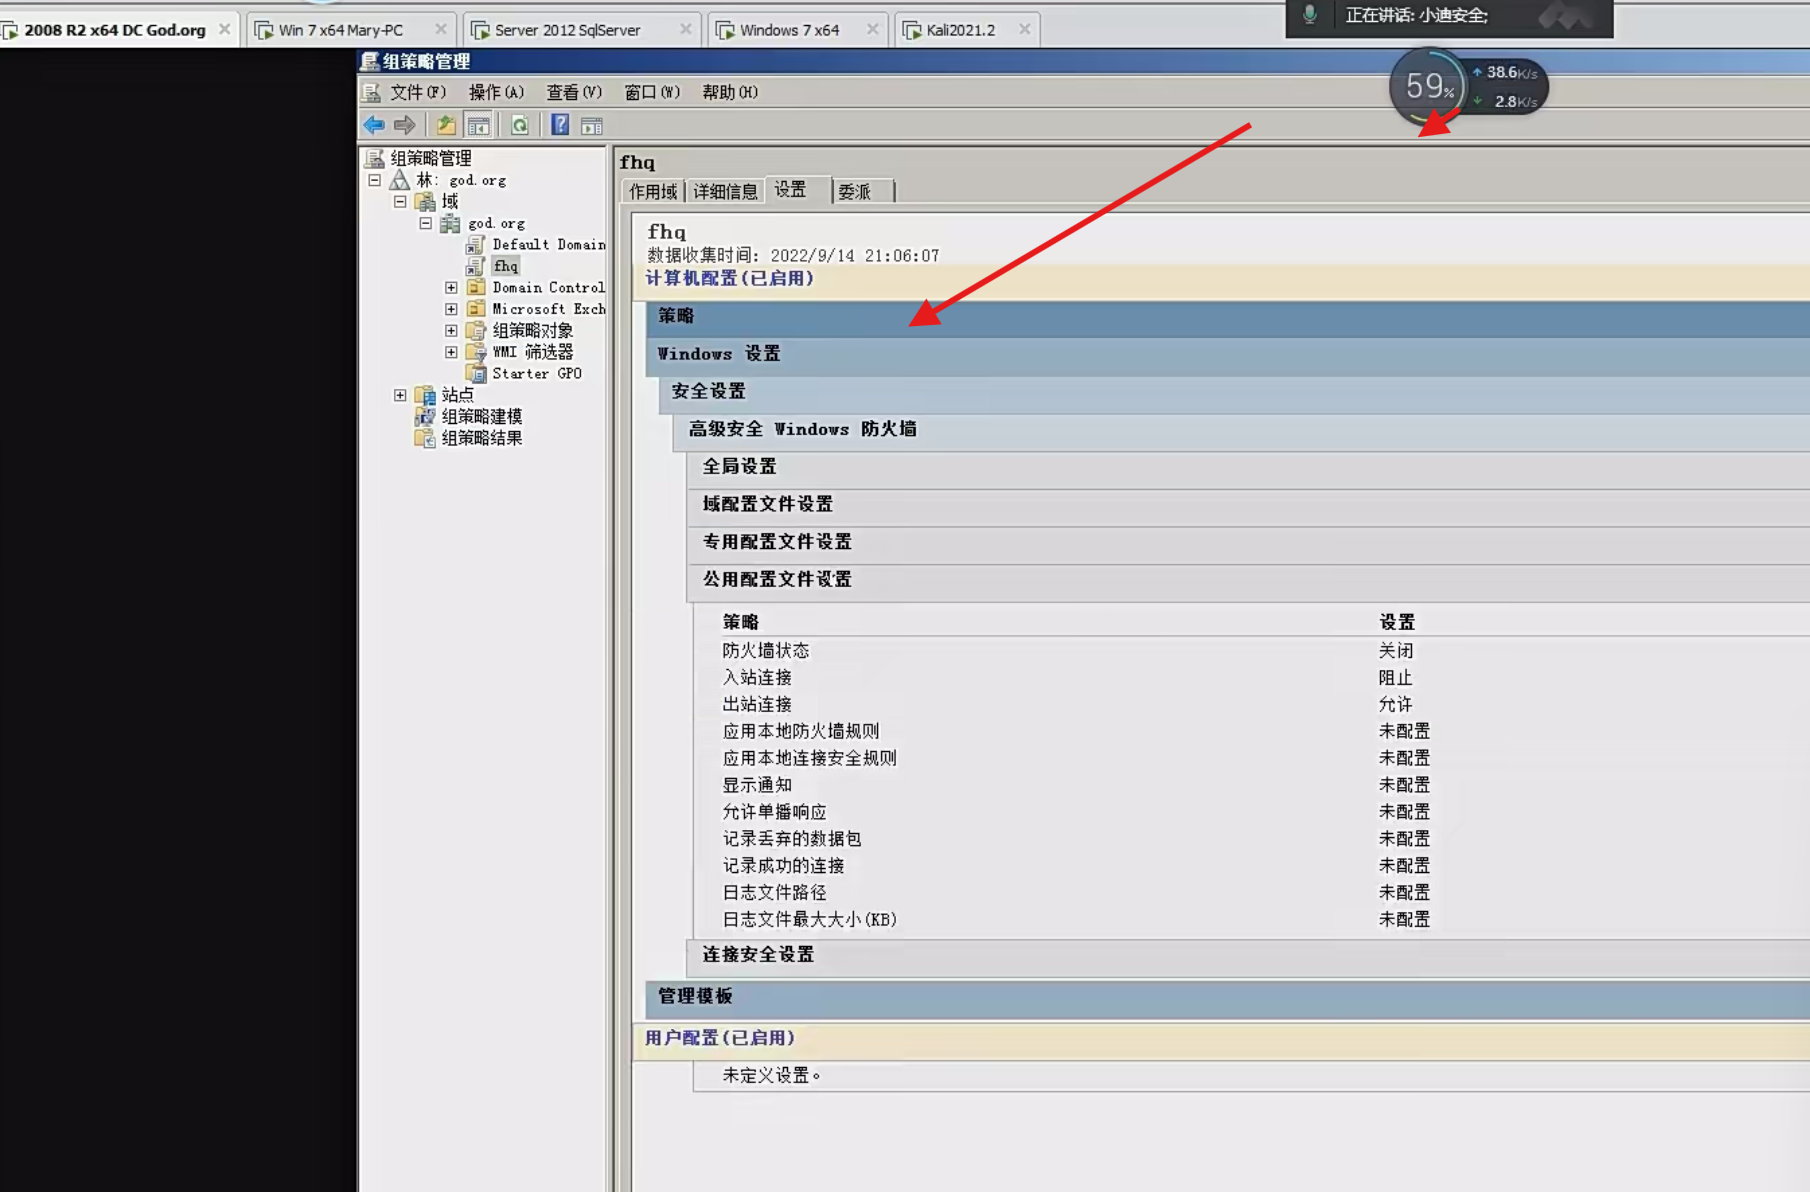 2008 R2 x64 DC God.org
Win 7 x64 Mary-PC
Server 2012 SqlServer
Windows 7 x64
Kali2021.2
正在讲话: 小迪安全;
59%
38.6K/s
2.8K/s
组策略管理
文件(F) 操作(A) 查看(V) 窗口(W) 帮助(H)
组策略管理
林: god.org
域
god.org
Default Domain
fhq
Domain Control
Microsoft Exch
组策略对象
WMI 筛选器
Starter GPO
站点
组策略建模
组策略结果
fhq
作用域 详细信息 设置 委派
fhq
数据收集时间: 2022/9/14 21:06:07
计算机配置(已启用)
策略
Windows 设置
安全设置
高级安全 Windows 防火墙
全局设置
域配置文件设置
专用配置文件设置
公用配置文件设置
策略 设置
防火墙状态 关闭
入站连接 阻止
出站连接 允许
应用本地防火墙规则 未配置
应用本地连接安全规则 未配置
显示通知 未配置
允许单播响应 未配置
记录丢弃的数据包 未配置
记录成功的连接 未配置
日志文件路径 未配置
日志文件最大大小(KB) 未配置
连接安全设置
管理模板
用户配置(已启用)
未定义设置。